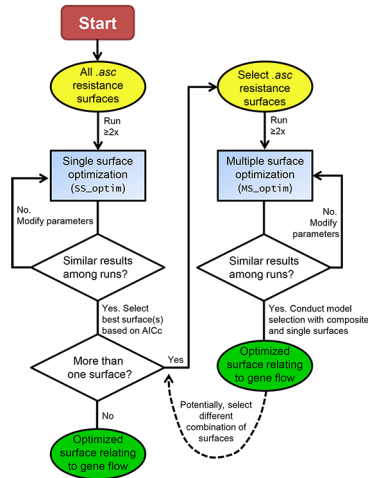 Start
All .asc
resistance
surfaces
Run
≥2x
Single surface
optimization
(SS_optim)
No.
Modify parameters
Similar results
among runs?
Yes. Select
best surface(s)
based on AICc
More than
one surface?
Yes
No
Optimized
surface relating
to gene flow
Select .asc
resistance
surfaces
Run
≥2x
Multiple surface
optimization
(MS_optim)
No.
Modify
parameters
Similar results
among runs?
Yes. Conduct model
selection with composite
and single surfaces
Optimized
surface relating
to gene flow
Potentially, select
different
combination of
surfaces